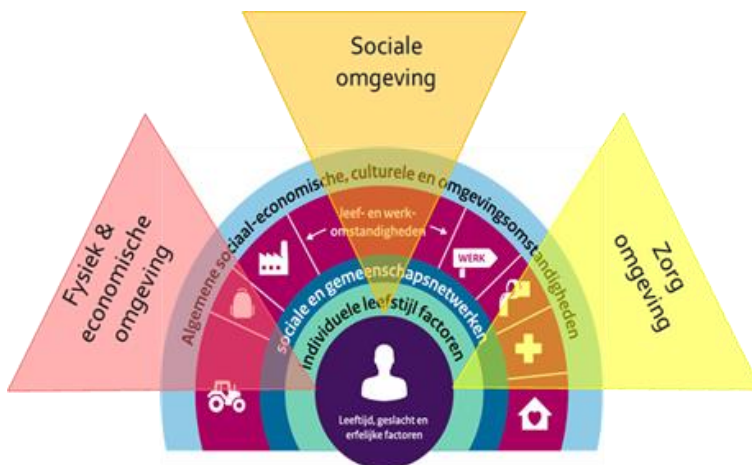 Sociale
omgeving
Fysiek &
economische
omgeving
Zorg
omgeving
Algemene sociaal-economische, culturele en omgevingsomstandigheden
leef- en werk-
omstandigheden
WERK
sociale en gemeenschapsnetwerken
individuele leefstijl factoren
Leeftijd, geslacht en
erfelijke factoren